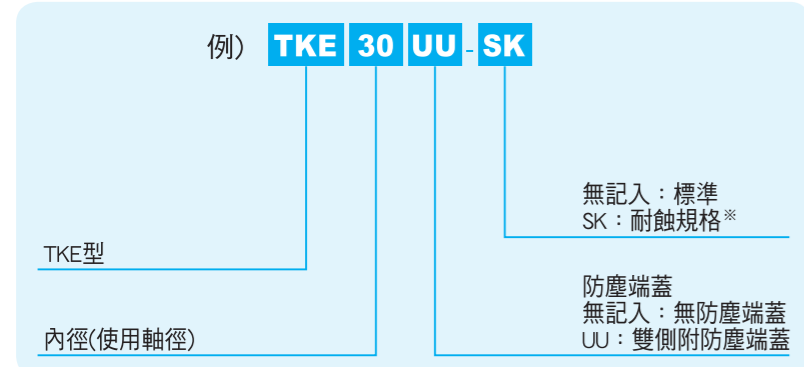 例） TKE 30 UU - SK
無記入：標準
SK：耐蝕規格※
TKE型
防塵端蓋
無記入：無防塵端蓋
UU：雙側附防塵端蓋
內徑(使用軸徑)